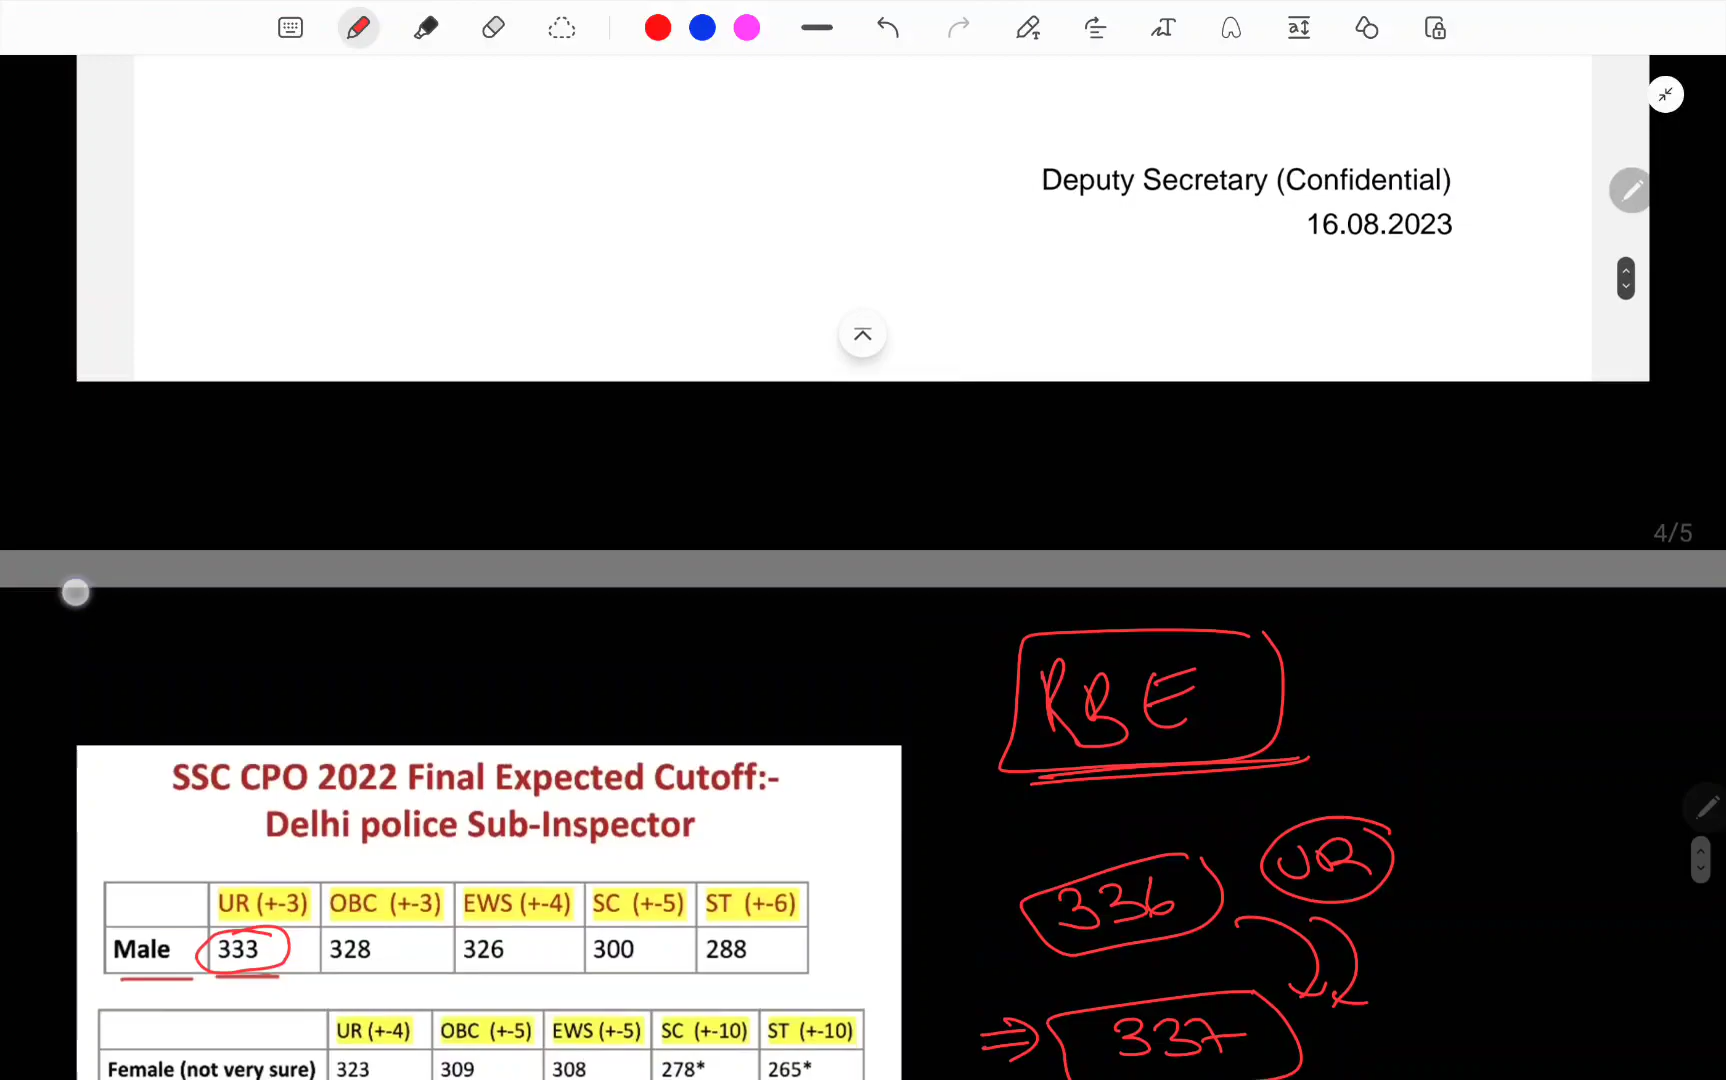 Deputy Secretary (Confidential)
16.08.2023
4/5
RBE
SSC CPO 2022 Final Expected Cutoff:-
Delhi police Sub-Inspector
UR
336
UR (+-3) OBC (+-3) EWS (+-4) SC (+-5) ST (+-6)
Male 333 328 326 300 288
337
UR (+-4) OBC (+-5) EWS (+-5) SC (+-10) ST (+-10)
Female (not very sure) 323 309 308 278* 265*